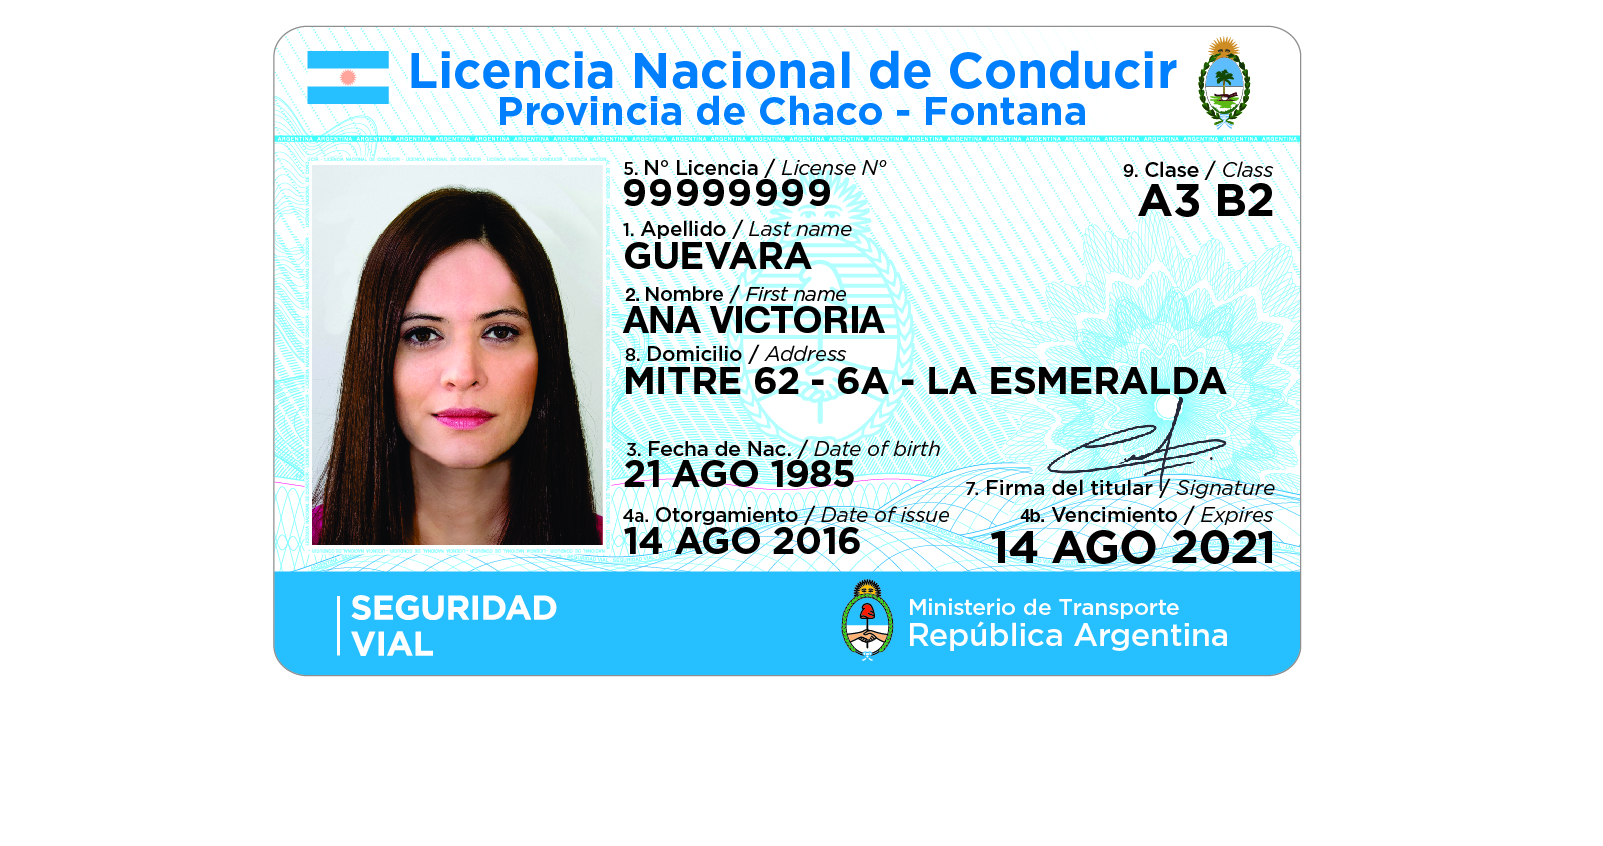 Licencia Nacional de Conducir
Provincia de Chaco - Fontana
5. Nº Licencia / License Nº
99999999
9. Clase / Class
A3 B2
1. Apellido / Last name
GUEVARA
2. Nombre / First name
ANA VICTORIA
8. Domicilio / Address
MITRE 62 - 6A - LA ESMERALDA
3. Fecha de Nac. / Date of birth
21 AGO 1985
7. Firma del titular / Signature
4a. Otorgamiento / Date of issue
14 AGO 2016
4b. Vencimiento / Expires
14 AGO 2021
SEGURIDAD
VIAL
Ministerio de Transporte
República Argentina